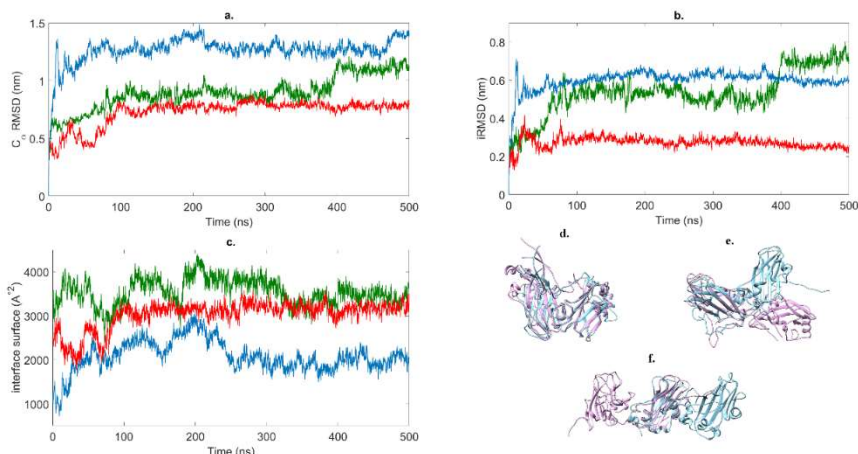 a.
1.5
1
0.5
0
C α RMSD (nm)
0 100 200 300 400 500
Time (ns)
b.
0.8
0.6
0.4
0.2
0
iRMSD (nm)
0 100 200 300 400 500
Time (ns)
c.
4000
3000
2000
1000
interface surface (A^2)
0 100 200 300 400 500
Time (ns)
d.
e.
f.